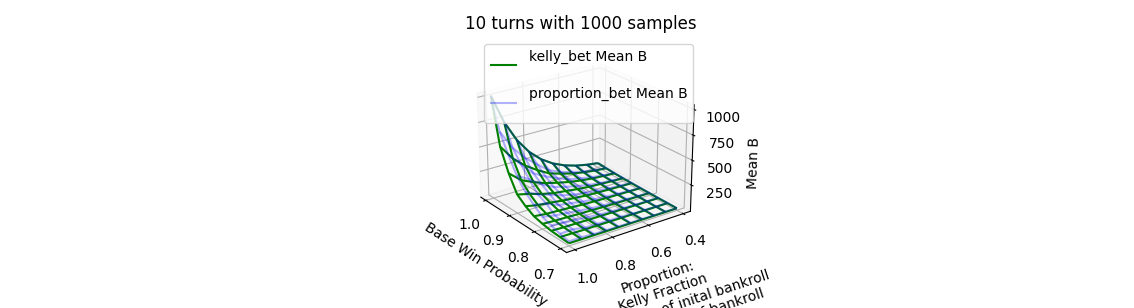 10 turns with 1000 samples
kelly_bet Mean B
proportion_bet Mean B
1000
750
500
250
Mean B
1.0
0.9
0.8
0.7
Base Win Probability
1.0
0.8
0.6
0.4
Proportion:
Kelly Fraction
of inital bankroll
bankroll